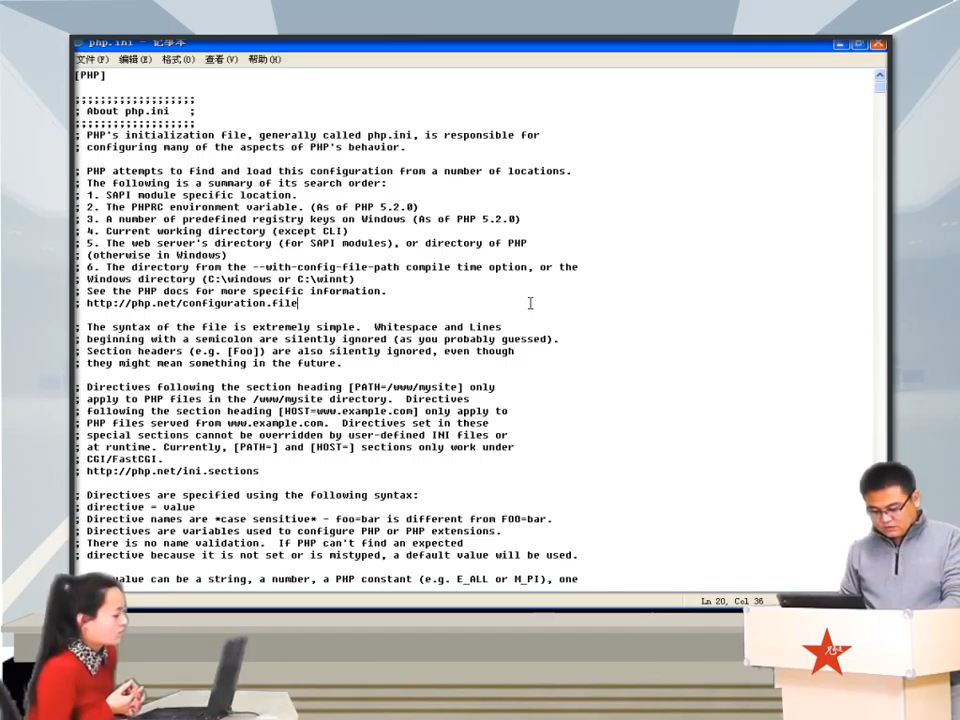 php.ini - 记事本
文件(F) 编辑(E) 格式(O) 查看(V) 帮助(H)
[PHP]
;;;;;;;;;;;;;;;;;;;
; About php.ini   ;
;;;;;;;;;;;;;;;;;;;
; PHP's initialization file, generally called php.ini, is responsible for
; configuring many of the aspects of PHP's behavior.
; PHP attempts to find and load this configuration from a number of locations.
; The following is a summary of its search order:
; 1. SAPI module specific location.
; 2. The PHPRC environment variable. (As of PHP 5.2.0)
; 3. A number of predefined registry keys on Windows (As of PHP 5.2.0)
; 4. Current working directory (except CLI)
; 5. The web server's directory (for SAPI modules), or directory of PHP
; (otherwise in Windows)
; 6. The directory from the --with-config-file-path compile time option, or the
; Windows directory (C:\windows or C:\winnt)
; See the PHP docs for more specific information.
; http://php.net/configuration.file
; The syntax of the file is extremely simple.  Whitespace and Lines
; beginning with a semicolon are silently ignored (as you probably guessed).
; Section headers (e.g. [Foo]) are also silently ignored, even though
; they might mean something in the future.
; Directives following the section heading [PATH=/www/mysite] only
; apply to PHP files in the /www/mysite directory.  Directives
; following the section heading [HOST=www.example.com] only apply to
; PHP files served from www.example.com.  Directives set in these
; special sections cannot be overridden by user-defined INI files or
; at runtime. Currently, [PATH=] and [HOST=] sections only work under
; CGI/FastCGI.
; http://php.net/ini.sections
; Directives are specified using the following syntax:
; directive = value
; Directive names are *case sensitive* - foo=bar is different from FOO=bar.
; Directives are variables used to configure PHP or PHP extensions.
; There is no name validation.  If PHP can't find an expected
; directive because it is not set or is mistyped, a default value will be used.
value can be a string, a number, a PHP constant (e.g. E_ALL or M_PI), one
Ln 20, Col 36